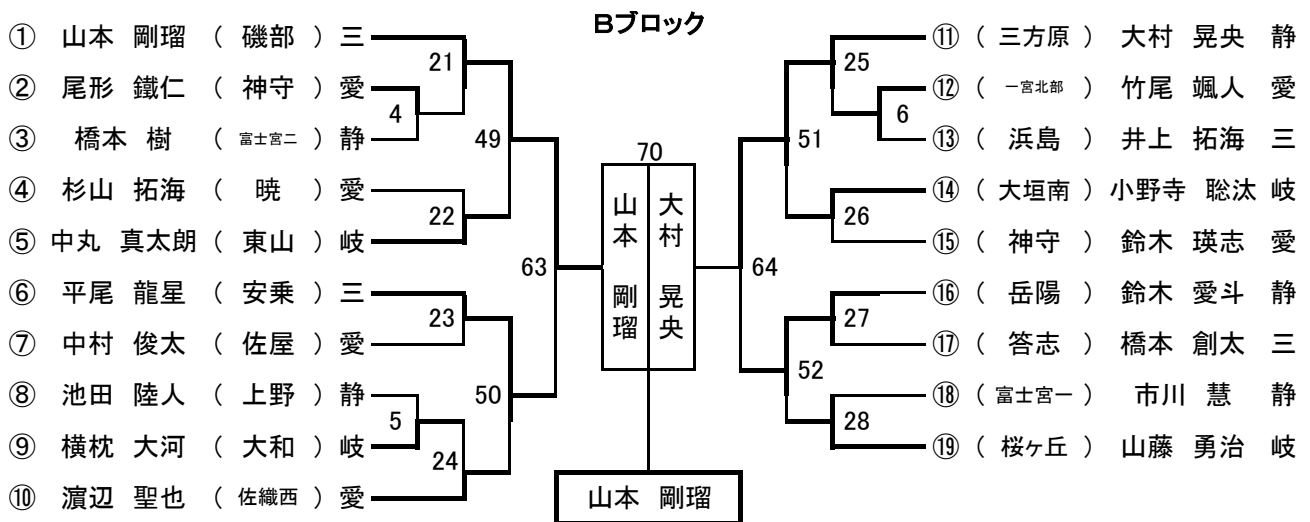 Bブロック
① 山本 剛瑠 （ 磯部 ） 三
② 尾形 鐵仁 （ 神守 ） 愛
③ 橋本 樹 （ 富士宮二 ） 静
④ 杉山 拓海 （ 暁 ） 愛
⑤ 中丸 真太朗 （ 東山 ） 岐
⑥ 平尾 龍星 （ 安乗 ） 三
⑦ 中村 俊太 （ 佐屋 ） 愛
⑧ 池田 陸人 （ 上野 ） 静
⑨ 横枕 大河 （ 大和 ） 岐
⑩ 濵辺 聖也 （ 佐織西 ） 愛
21
4
49
22
63
23
50
5
24
70
山本 剛瑠
大村 晃央
山本 剛瑠
25
6
51
26
64
27
52
28
⑪ （ 三方原 ） 大村 晃央 静
⑫ （ 一宮北部 ） 竹尾 颯人 愛
⑬ （ 浜島 ） 井上 拓海 三
⑭ （ 大垣南 ） 小野寺 聡汰 岐
⑮ （ 神守 ） 鈴木 瑛志 愛
⑯ （ 岳陽 ） 鈴木 愛斗 静
⑰ （ 答志 ） 橋本 創太 三
⑱ （ 富士宮一 ） 市川 慧 静
⑲ （ 桜ヶ丘 ） 山藤 勇治 岐